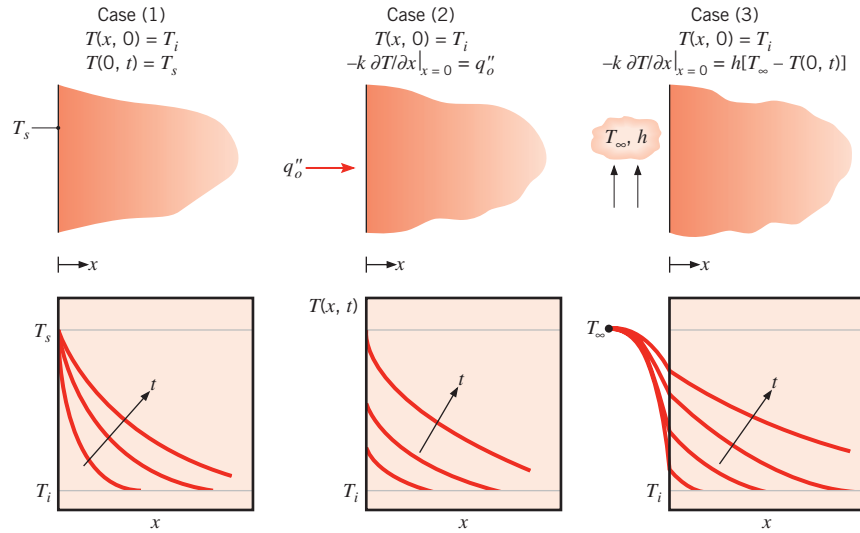 Case (1)
T(x, 0) = T_i
T(0, t) = T_s
Case (2)
T(x, 0) = T_i
–k ∂T/∂x|_{x = 0} = q″_o
Case (3)
T(x, 0) = T_i
–k ∂T/∂x|_{x = 0} = h[T_∞ – T(0, t)]
T_s
q″_o
T_∞, h
x
x
x
T_s
t
T_i
x
T(x, t)
t
x
T_∞
t
T_i
x